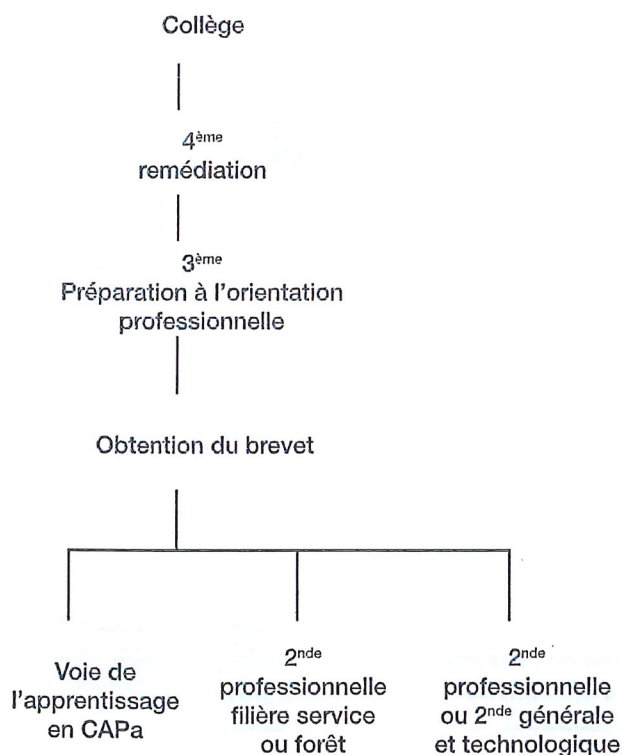 Collège
4ème
remédiation
3ème
Préparation à l'orientation
professionnelle
Obtention du brevet
Voie de
l'apprentissage
en CAPa
2nde
professionnelle
filière service
ou forêt
2nde
professionnelle
ou 2nde générale
et technologique